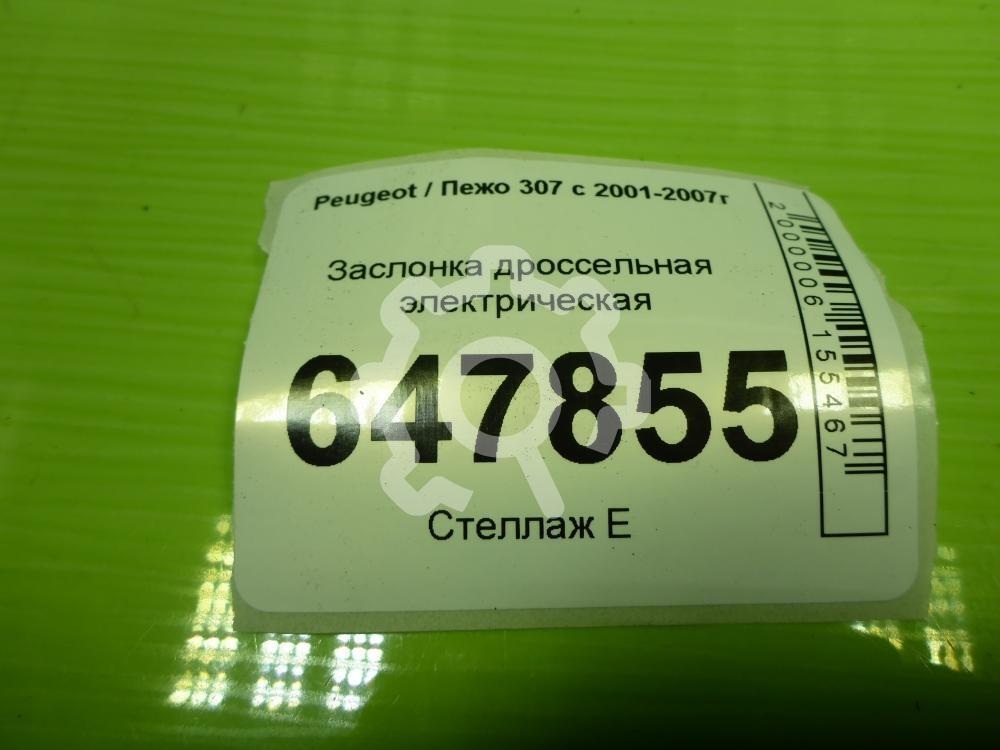 Peugeot / Пежо 307 с 2001-2007г
Заслонка дроссельная
электрическая
647855
Стеллаж Е
2000006155467